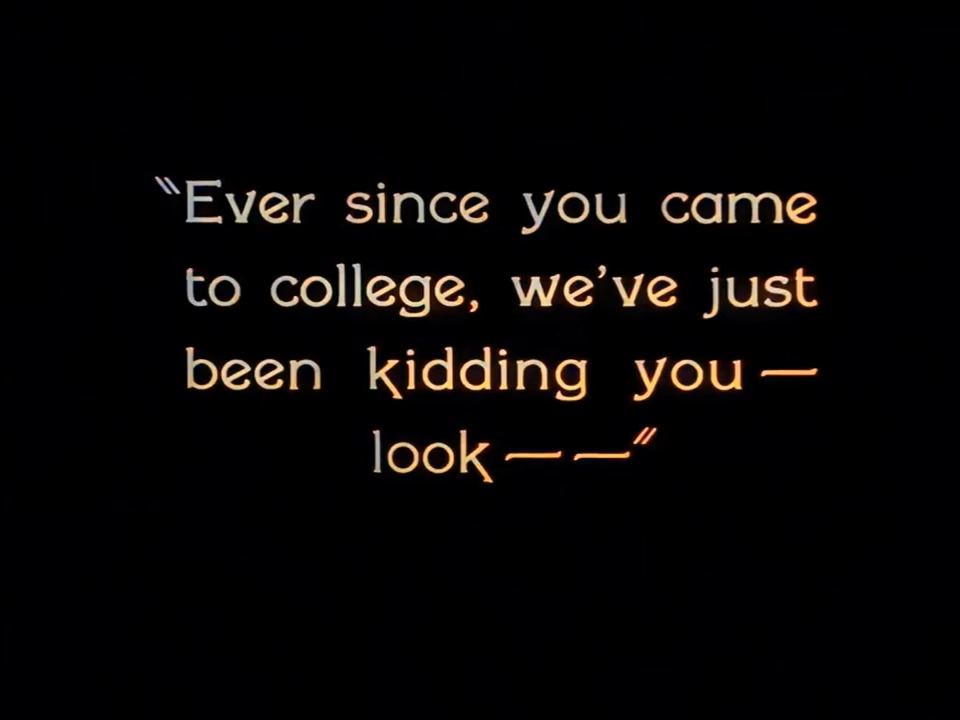 "Ever since you came
to college, we've just
been kidding you —
look — —"